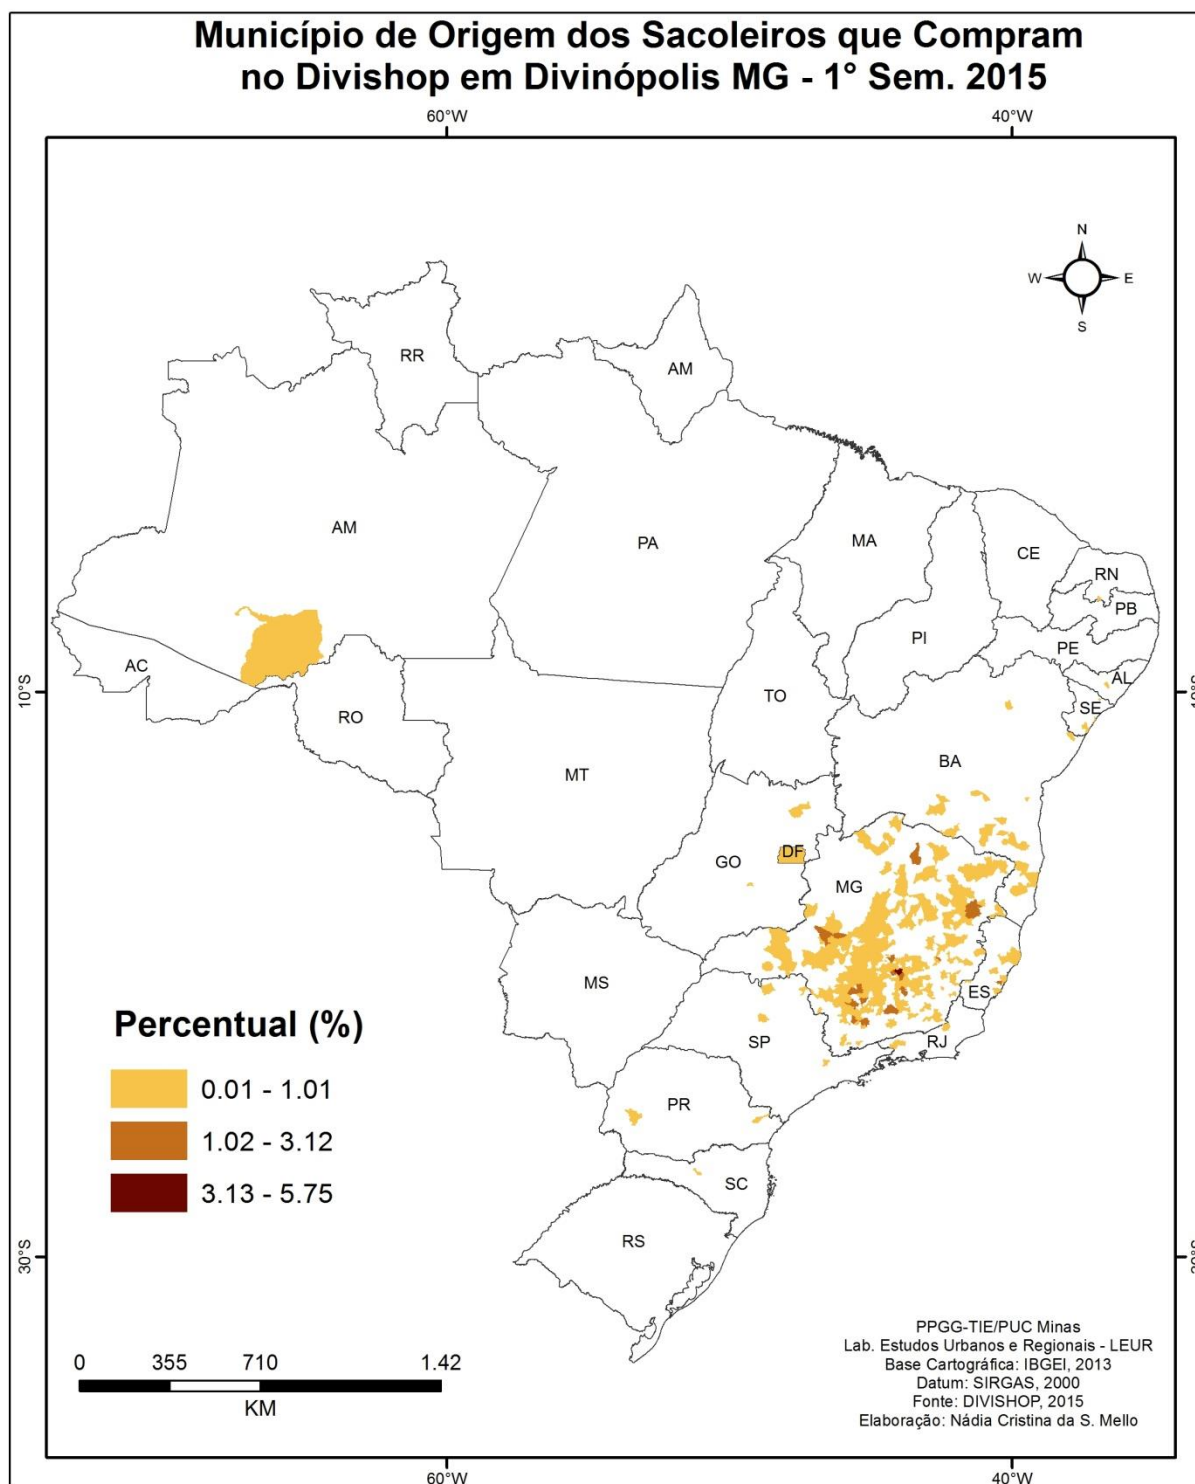 Município de Origem dos Sacoleiros que Compram
no Divishop em Divinópolis MG - 1° Sem. 2015
60°W
40°W
N
W
E
S
RR
AM
AM
PA
MA
CE
RN
PB
PI
PE
AC
AL
TO
SE
10°S
RO
BA
MT
DF
GO
MG
MS
ES
SP
RJ
Percentual (%)
0.01 - 1.01
1.02 - 3.12
3.13 - 5.75
PR
SC
RS
30°S
PPGG-TIE/PUC Minas
Lab. Estudos Urbanos e Regionais - LEUR
Base Cartográfica: IBGEI, 2013
Datum: SIRGAS, 2000
Fonte: DIVISHOP, 2015
Elaboração: Nádia Cristina da S. Mello
0 355 710 1.42
KM
60°W
40°W